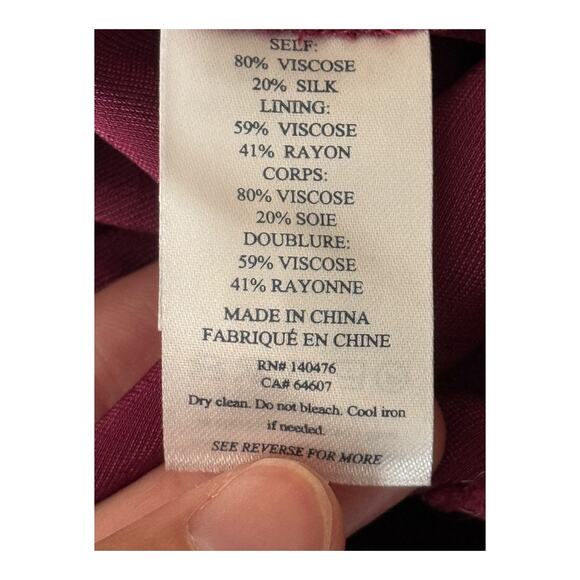 SELF:
80% VISCOSE
20% SILK
LINING:
59% VISCOSE
41% RAYON
CORPS:
80% VISCOSE
20% SOIE
DOUBLURE:
59% VISCOSE
41% RAYONNE
MADE IN CHINA
FABRIQUÉ EN CHINE
RN# 140476
CA# 64607
Dry clean. Do not bleach. Cool iron
if needed.
SEE REVERSE FOR MORE